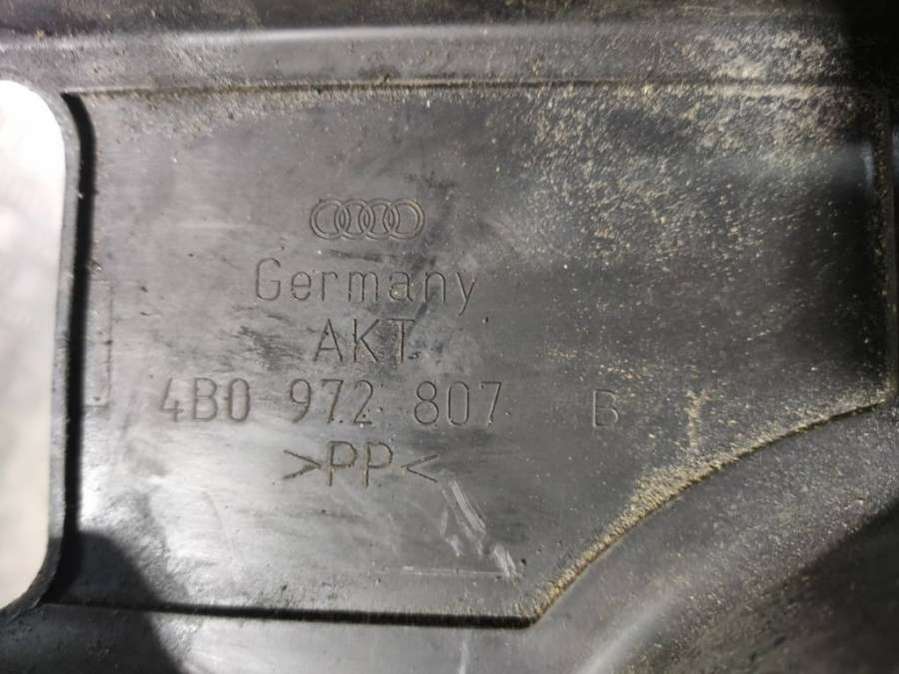 Germany
AKT
4B0 972 807 B
>PP<